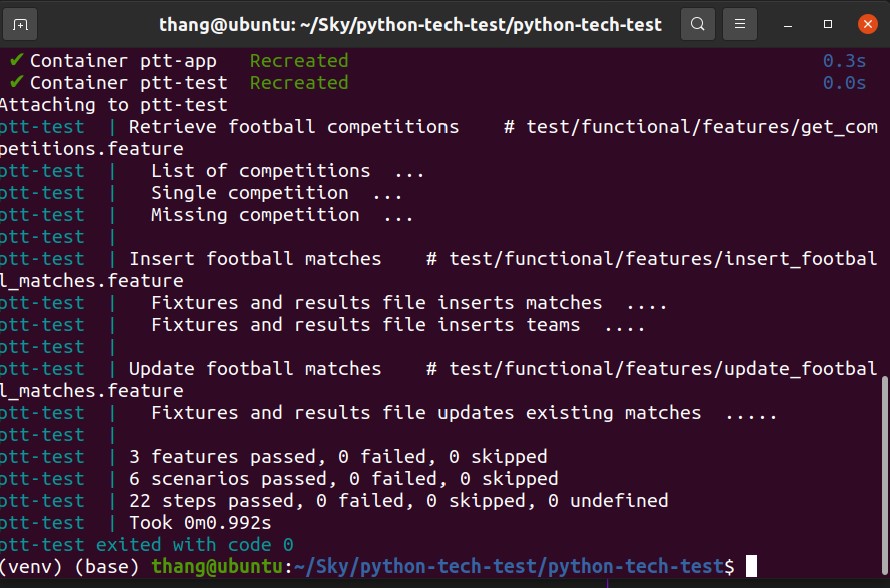 thang@ubuntu: ~/Sky/python-tech-test/python-tech-test
✔ Container ptt-app   Recreated   0.3s
✔ Container ptt-test  Recreated   0.0s
Attaching to ptt-test
ptt-test  | Retrieve football competitions    # test/functional/features/get_com
petitions.feature
ptt-test  |   List of competitions  ...
ptt-test  |   Single competition  ...
ptt-test  |   Missing competition  ...
ptt-test  |
ptt-test  | Insert football matches    # test/functional/features/insert_footbal
l_matches.feature
ptt-test  |   Fixtures and results file inserts matches  ....
ptt-test  |   Fixtures and results file inserts teams  ....
ptt-test  |
ptt-test  | Update football matches    # test/functional/features/update_footbal
l_matches.feature
ptt-test  |   Fixtures and results file updates existing matches  .....
ptt-test  |
ptt-test  | 3 features passed, 0 failed, 0 skipped
ptt-test  | 6 scenarios passed, 0 failed, 0 skipped
ptt-test  | 22 steps passed, 0 failed, 0 skipped, 0 undefined
ptt-test  | Took 0m0.992s
ptt-test exited with code 0
(venv) (base) thang@ubuntu:~/Sky/python-tech-test/python-tech-test$